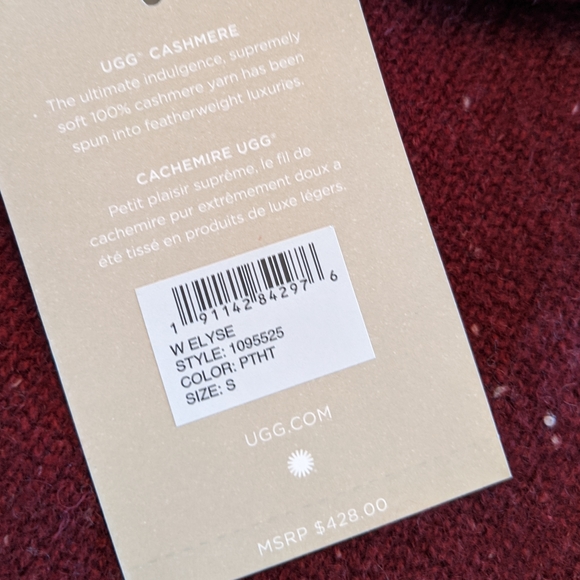 UGG® CASHMERE
The ultimate indulgence, supremely
soft 100% cashmere yarn has been
spun into featherweight luxuries.
CACHEMIRE UGG®
Petit plaisir suprême, le fil de
cachemire pur extrêmement doux a
été tissé en produits de luxe légers.
1 91142 84297 6
W ELYSE
STYLE: 1095525
COLOR: PTHT
SIZE: S
UGG.COM
MSRP $428.00